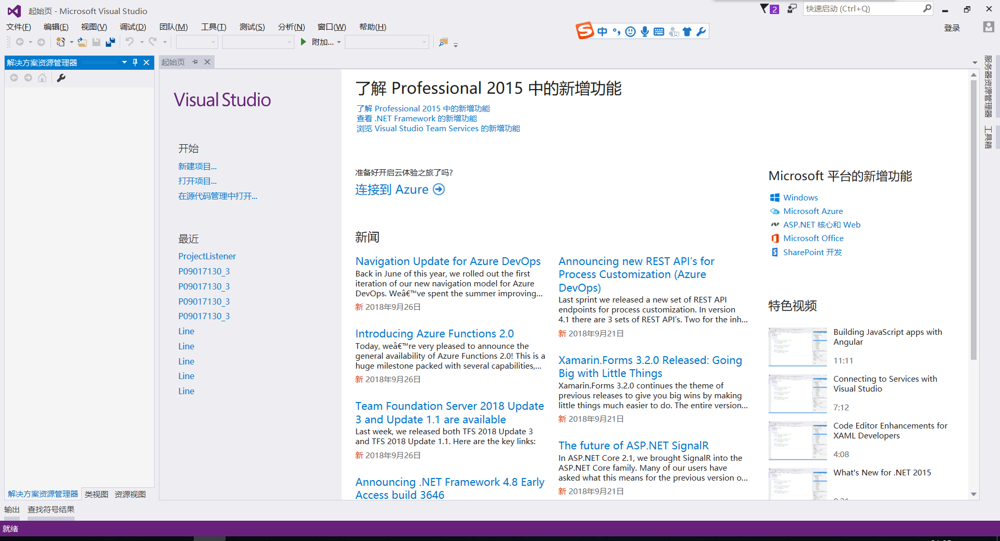 起始页 - Microsoft Visual Studio
2
快速启动 (Ctrl+Q)
文件(F) 编辑(E) 视图(V) 调试(D) 团队(M) 工具(T) 测试(S) 分析(N) 窗口(W) 帮助(H)
中
登录
附加...
解决方案资源管理器
起始页
服务器资源管理器
工具箱
Visual Studio
开始
新建项目...
打开项目...
在源代码管理中打开...
最近
ProjectListener
P09017130_3
P09017130_3
P09017130_3
P09017130_3
Line
Line
Line
Line
Line
了解 Professional 2015 中的新增功能
了解 Professional 2015 中的新增功能
查看 .NET Framework 的新增功能
浏览 Visual Studio Team Services 的新增功能
准备好开启云体验之旅了吗?
连接到 Azure
新闻
Navigation Update for Azure DevOps
Back in June of this year, we rolled out the first
iteration of our new navigation model for Azure
DevOps. Weâ€™ve spent the summer improving...
新 2018年9月26日
Introducing Azure Functions 2.0
Today, weâ€™re very pleased to announce the
general availability of Azure Functions 2.0! This is a
huge milestone packed with several capabilities,...
新 2018年9月26日
Team Foundation Server 2018 Update
3 and Update 1.1 are available
Last week, we released both TFS 2018 Update 3
and TFS 2018 Update 1.1. Here are the key links:
新 2018年9月26日
Announcing .NET Framework 4.8 Early
Access build 3646
Announcing new REST API’s for
Process Customization (Azure
DevOps)
Last sprint we released a new set of REST API
endpoints for process customization. In version
4.1 there are 3 sets of REST API’s. Two for the inh...
新 2018年9月21日
Xamarin.Forms 3.2.0 Released: Going
Big with Little Things
Xamarin.Forms 3.2.0 continues the theme of
previous releases to give you big wins by making
little things much easier to do. The entire version...
新 2018年9月21日
The future of ASP.NET SignalR
In ASP.NET Core 2.1, we brought SignalR into the
ASP.NET Core family. Many of our users have
asked what this means for the previous version o...
新 2018年9月21日
Microsoft 平台的新增功能
Windows
Microsoft Azure
ASP.NET 核心和 Web
Microsoft Office
SharePoint 开发
特色视频
Building JavaScript apps with
Angular
11:11
Connecting to Services with
Visual Studio
7:12
Code Editor Enhancements for
XAML Developers
4:08
What's New for .NET 2015
解决方案资源管理器 类视图 资源视图
输出 查找符号结果
就绪